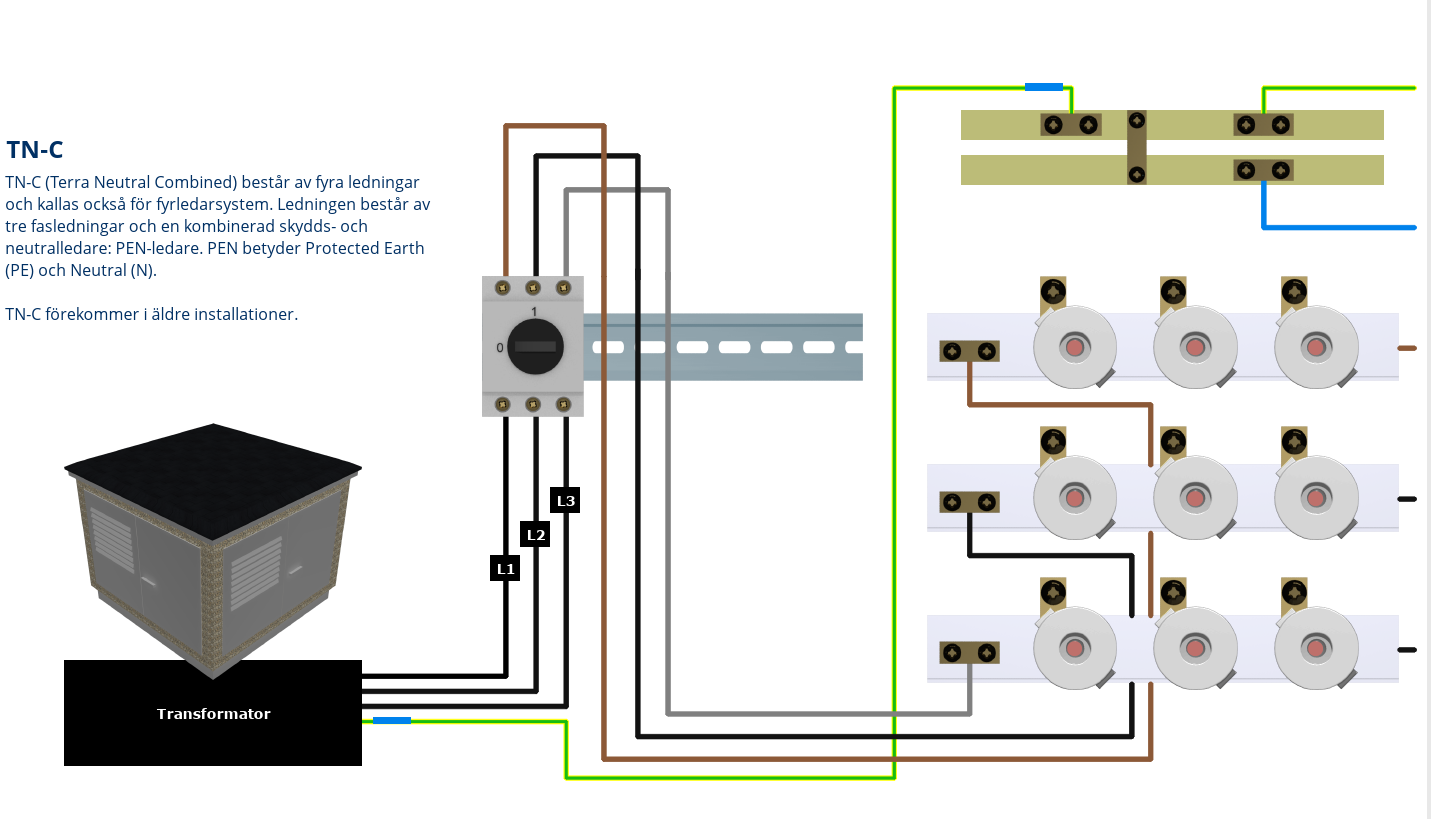 TN-C
TN-C (Terra Neutral Combined) består av fyra ledningar
och kallas också för fyrledarsystem. Ledningen består av
tre fasledningar och en kombinerad skydds- och
neutralledare: PEN-ledare. PEN betyder Protected Earth
(PE) och Neutral (N).
TN-C förekommer i äldre installationer.
1
0
L3
L2
L1
Transformator